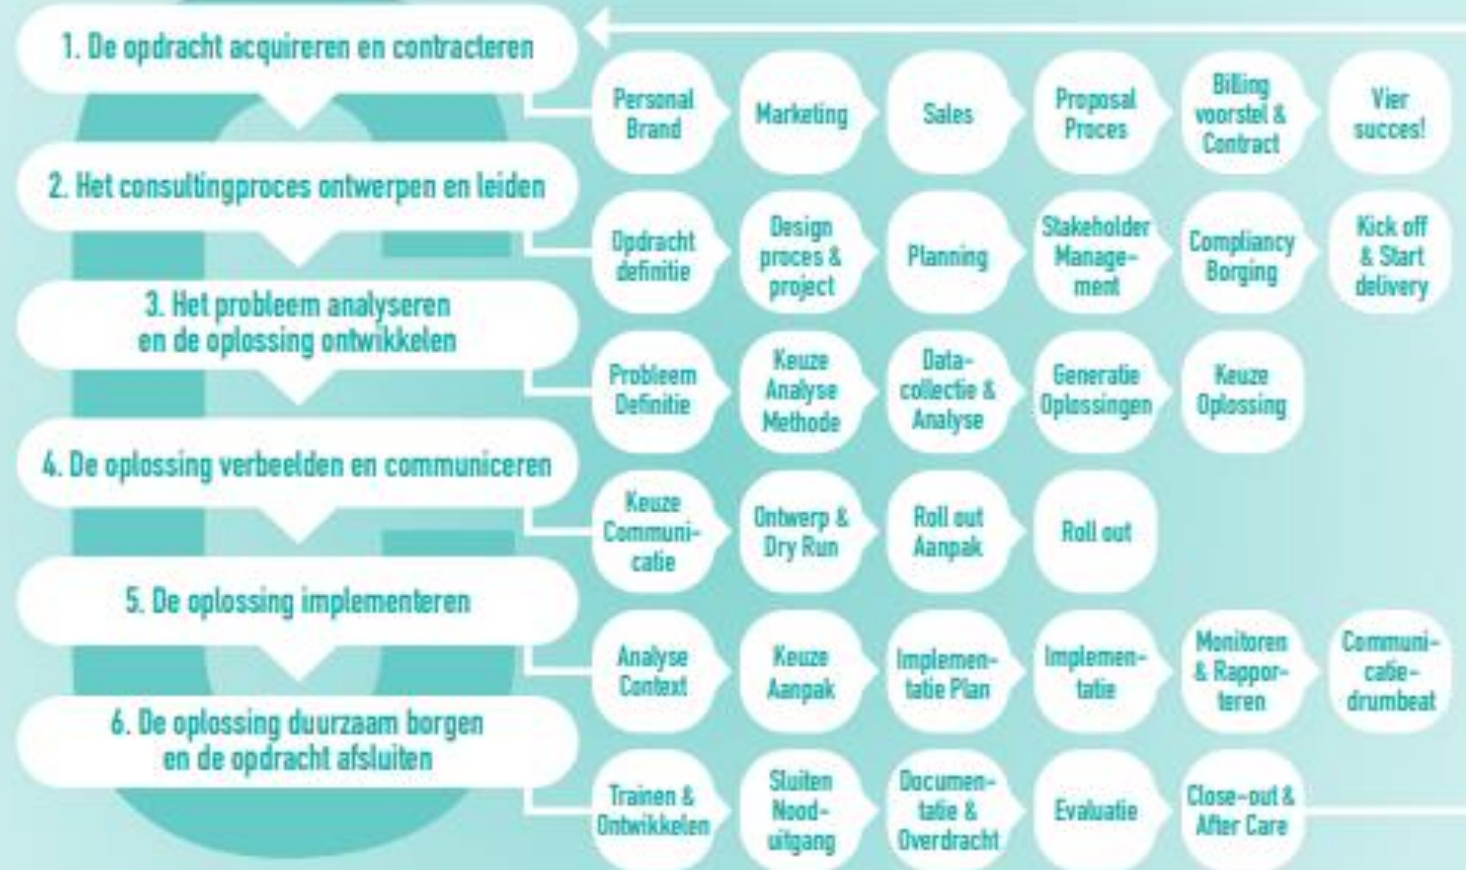 1. De opdracht acquireren en contracteren
Personal
Brand
Marketing
Sales
Proposal
Proces
Billing
voorstel &
Contract
Vier
succes!
2. Het consultingproces ontwerpen en leiden
Opdracht
definitie
Design
proces &
project
Planning
Stakeholder
Manage-
ment
Compliancy
Borging
Kick off
& Start
delivery
3. Het probleem analyseren
en de oplossing ontwikkelen
Probleem
Definitie
Keuze
Analyse
Methode
Data-
collectie &
Analyse
Generatie
Oplossingen
Keuze
Oplossing
4. De oplossing verbeelden en communiceren
Keuze
Communi-
catie
Ontwerp &
Dry Run
Roll out
Aanpak
Roll out
5. De oplossing implementeren
Analyse
Context
Keuze
Aanpak
Implemen-
tatie Plan
Implemen-
tatie
Monitoren
& Rappor-
teren
Communi-
catie-
drumbeat
6. De oplossing duurzaam borgen
en de opdracht afsluiten
Trainen &
Ontwikkelen
Sluiten
Nood-
uitgang
Documen-
tatie &
Overdracht
Evaluatie
Close-out &
After Care